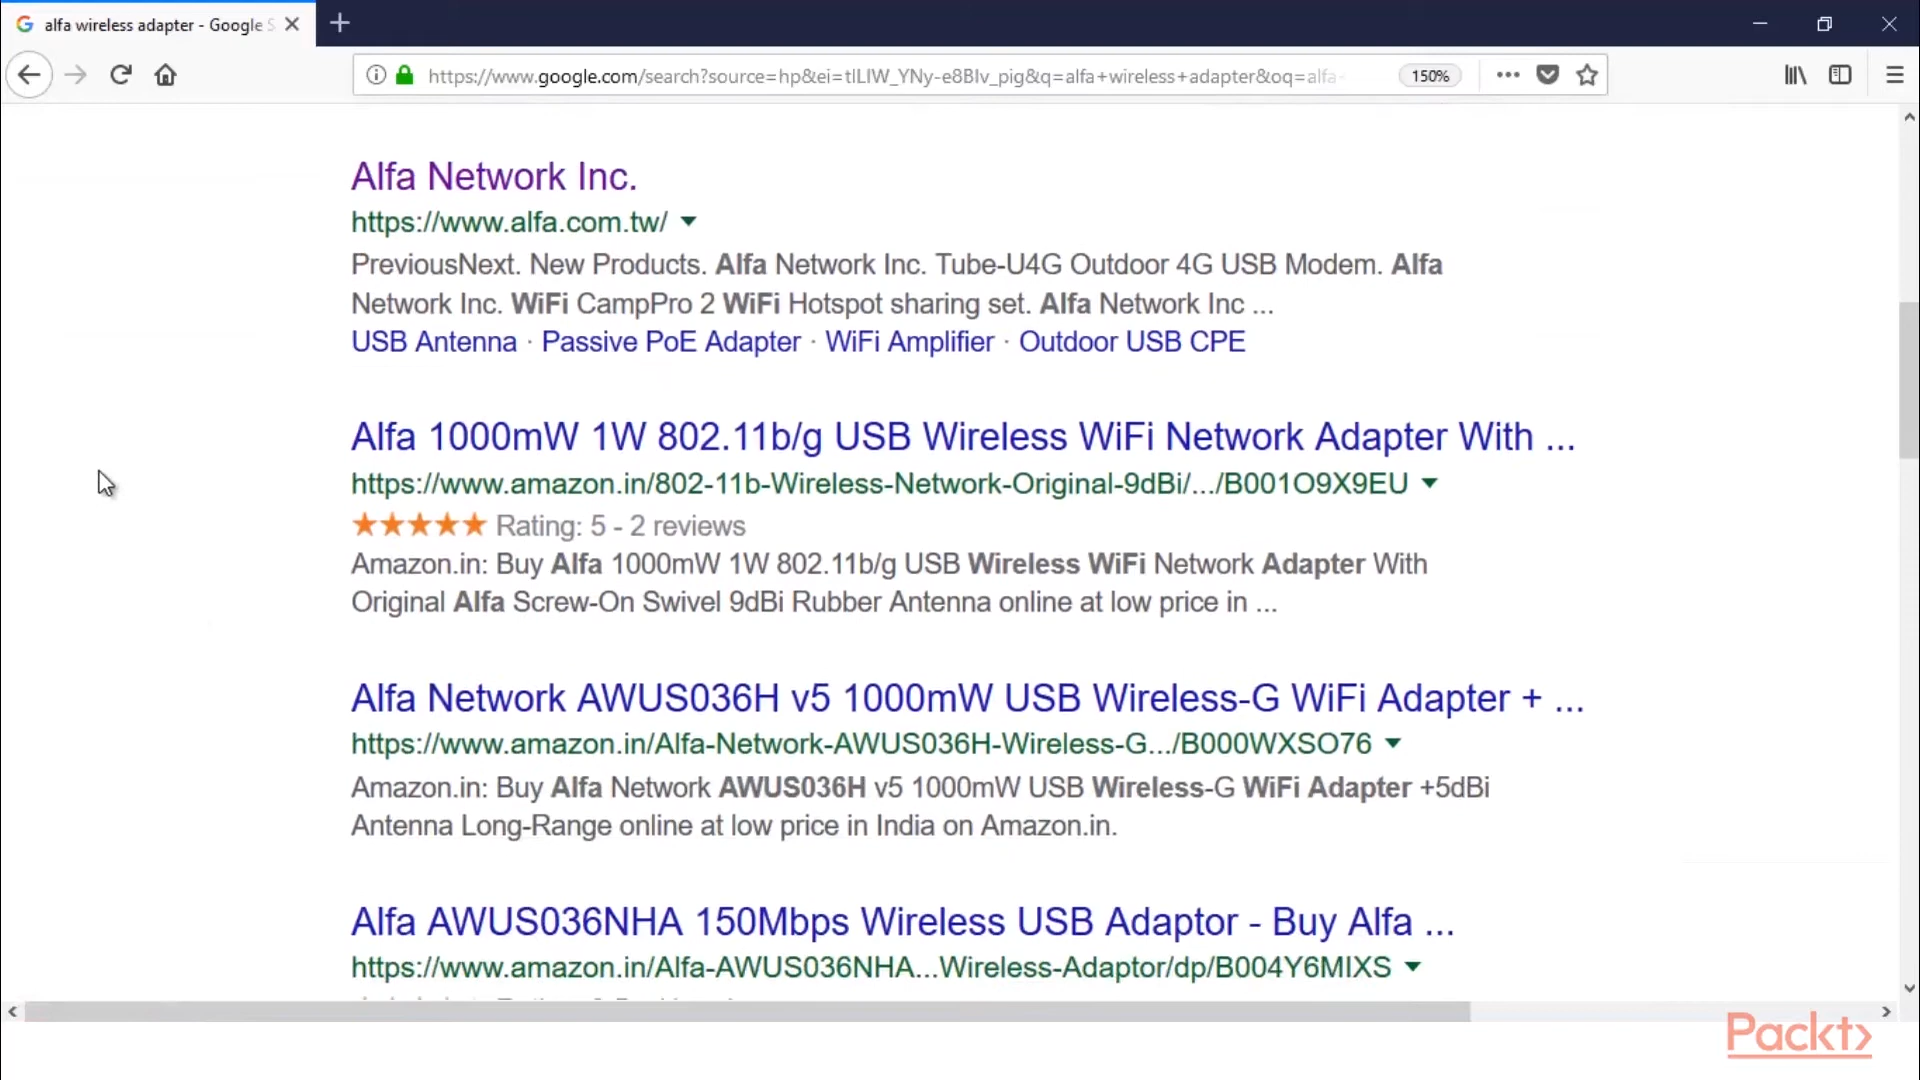 alfa wireless adapter - Google S
https://www.google.com/search?source=hp&ei=tlLIW_YNy-e8BIv_pig&q=alfa+wireless+adapter&oq=alfa-
150%
Alfa Network Inc.
https://www.alfa.com.tw/
PreviousNext. New Products. Alfa Network Inc. Tube-U4G Outdoor 4G USB Modem. Alfa
Network Inc. WiFi CampPro 2 WiFi Hotspot sharing set. Alfa Network Inc ...
USB Antenna · Passive PoE Adapter · WiFi Amplifier · Outdoor USB CPE
Alfa 1000mW 1W 802.11b/g USB Wireless WiFi Network Adapter With ...
https://www.amazon.in/802-11b-Wireless-Network-Original-9dBi/.../B001O9X9EU
Rating: 5 - 2 reviews
Amazon.in: Buy Alfa 1000mW 1W 802.11b/g USB Wireless WiFi Network Adapter With
Original Alfa Screw-On Swivel 9dBi Rubber Antenna online at low price in ...
Alfa Network AWUS036H v5 1000mW USB Wireless-G WiFi Adapter + ...
https://www.amazon.in/Alfa-Network-AWUS036H-Wireless-G.../B000WXSO76
Amazon.in: Buy Alfa Network AWUS036H v5 1000mW USB Wireless-G WiFi Adapter +5dBi
Antenna Long-Range online at low price in India on Amazon.in.
Alfa AWUS036NHA 150Mbps Wireless USB Adaptor - Buy Alfa ...
https://www.amazon.in/Alfa-AWUS036NHA...Wireless-Adaptor/dp/B004Y6MIXS
Packt>